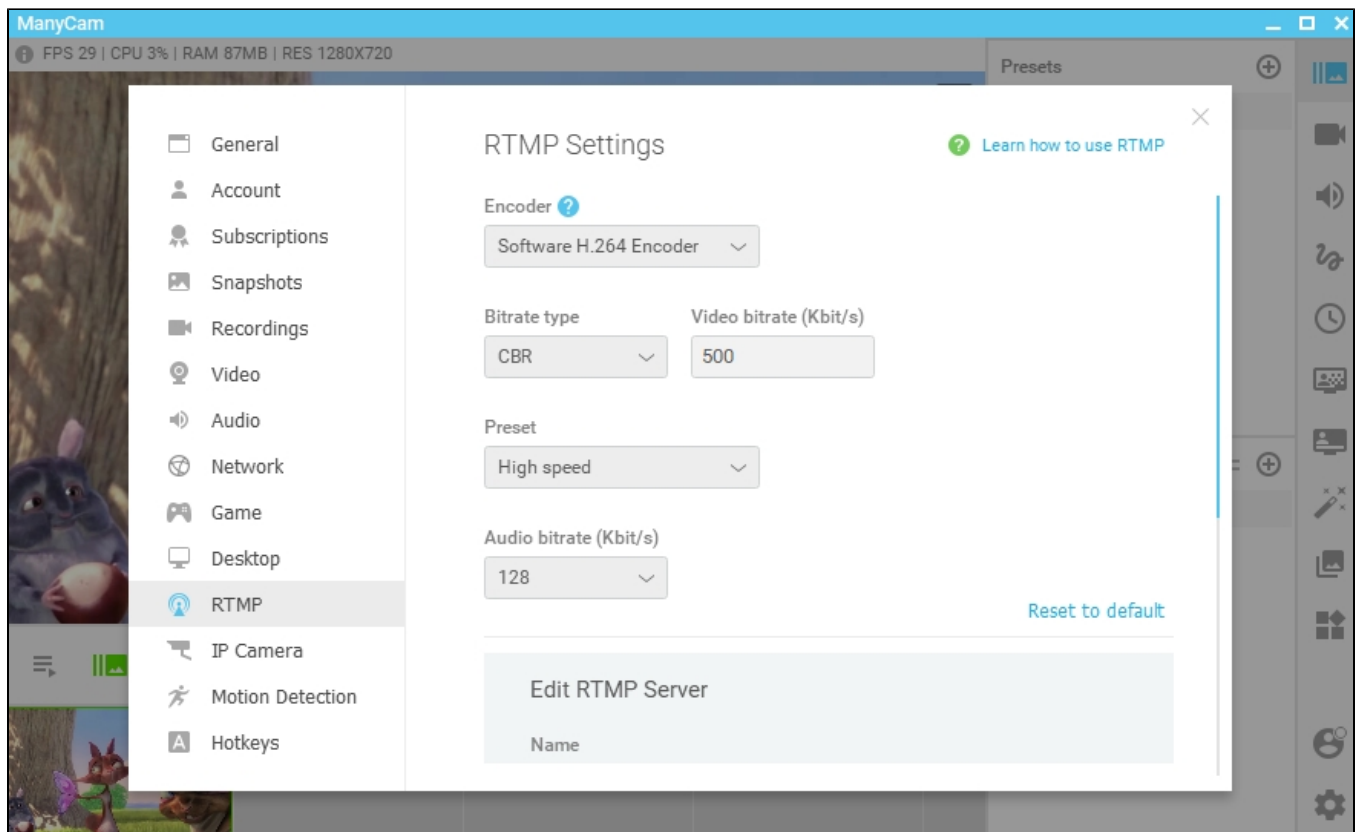 ManyCam
FPS 29 | CPU 3% | RAM 87MB | RES 1280X720
Presets
General
Account
Subscriptions
Snapshots
Recordings
Video
Audio
Network
Game
Desktop
RTMP
IP Camera
Motion Detection
Hotkeys
RTMP Settings
Learn how to use RTMP
Encoder
Software H.264 Encoder
Bitrate type Video bitrate (Kbit/s)
CBR 500
Preset
High speed
Audio bitrate (Kbit/s)
128
Reset to default
Edit RTMP Server
Name